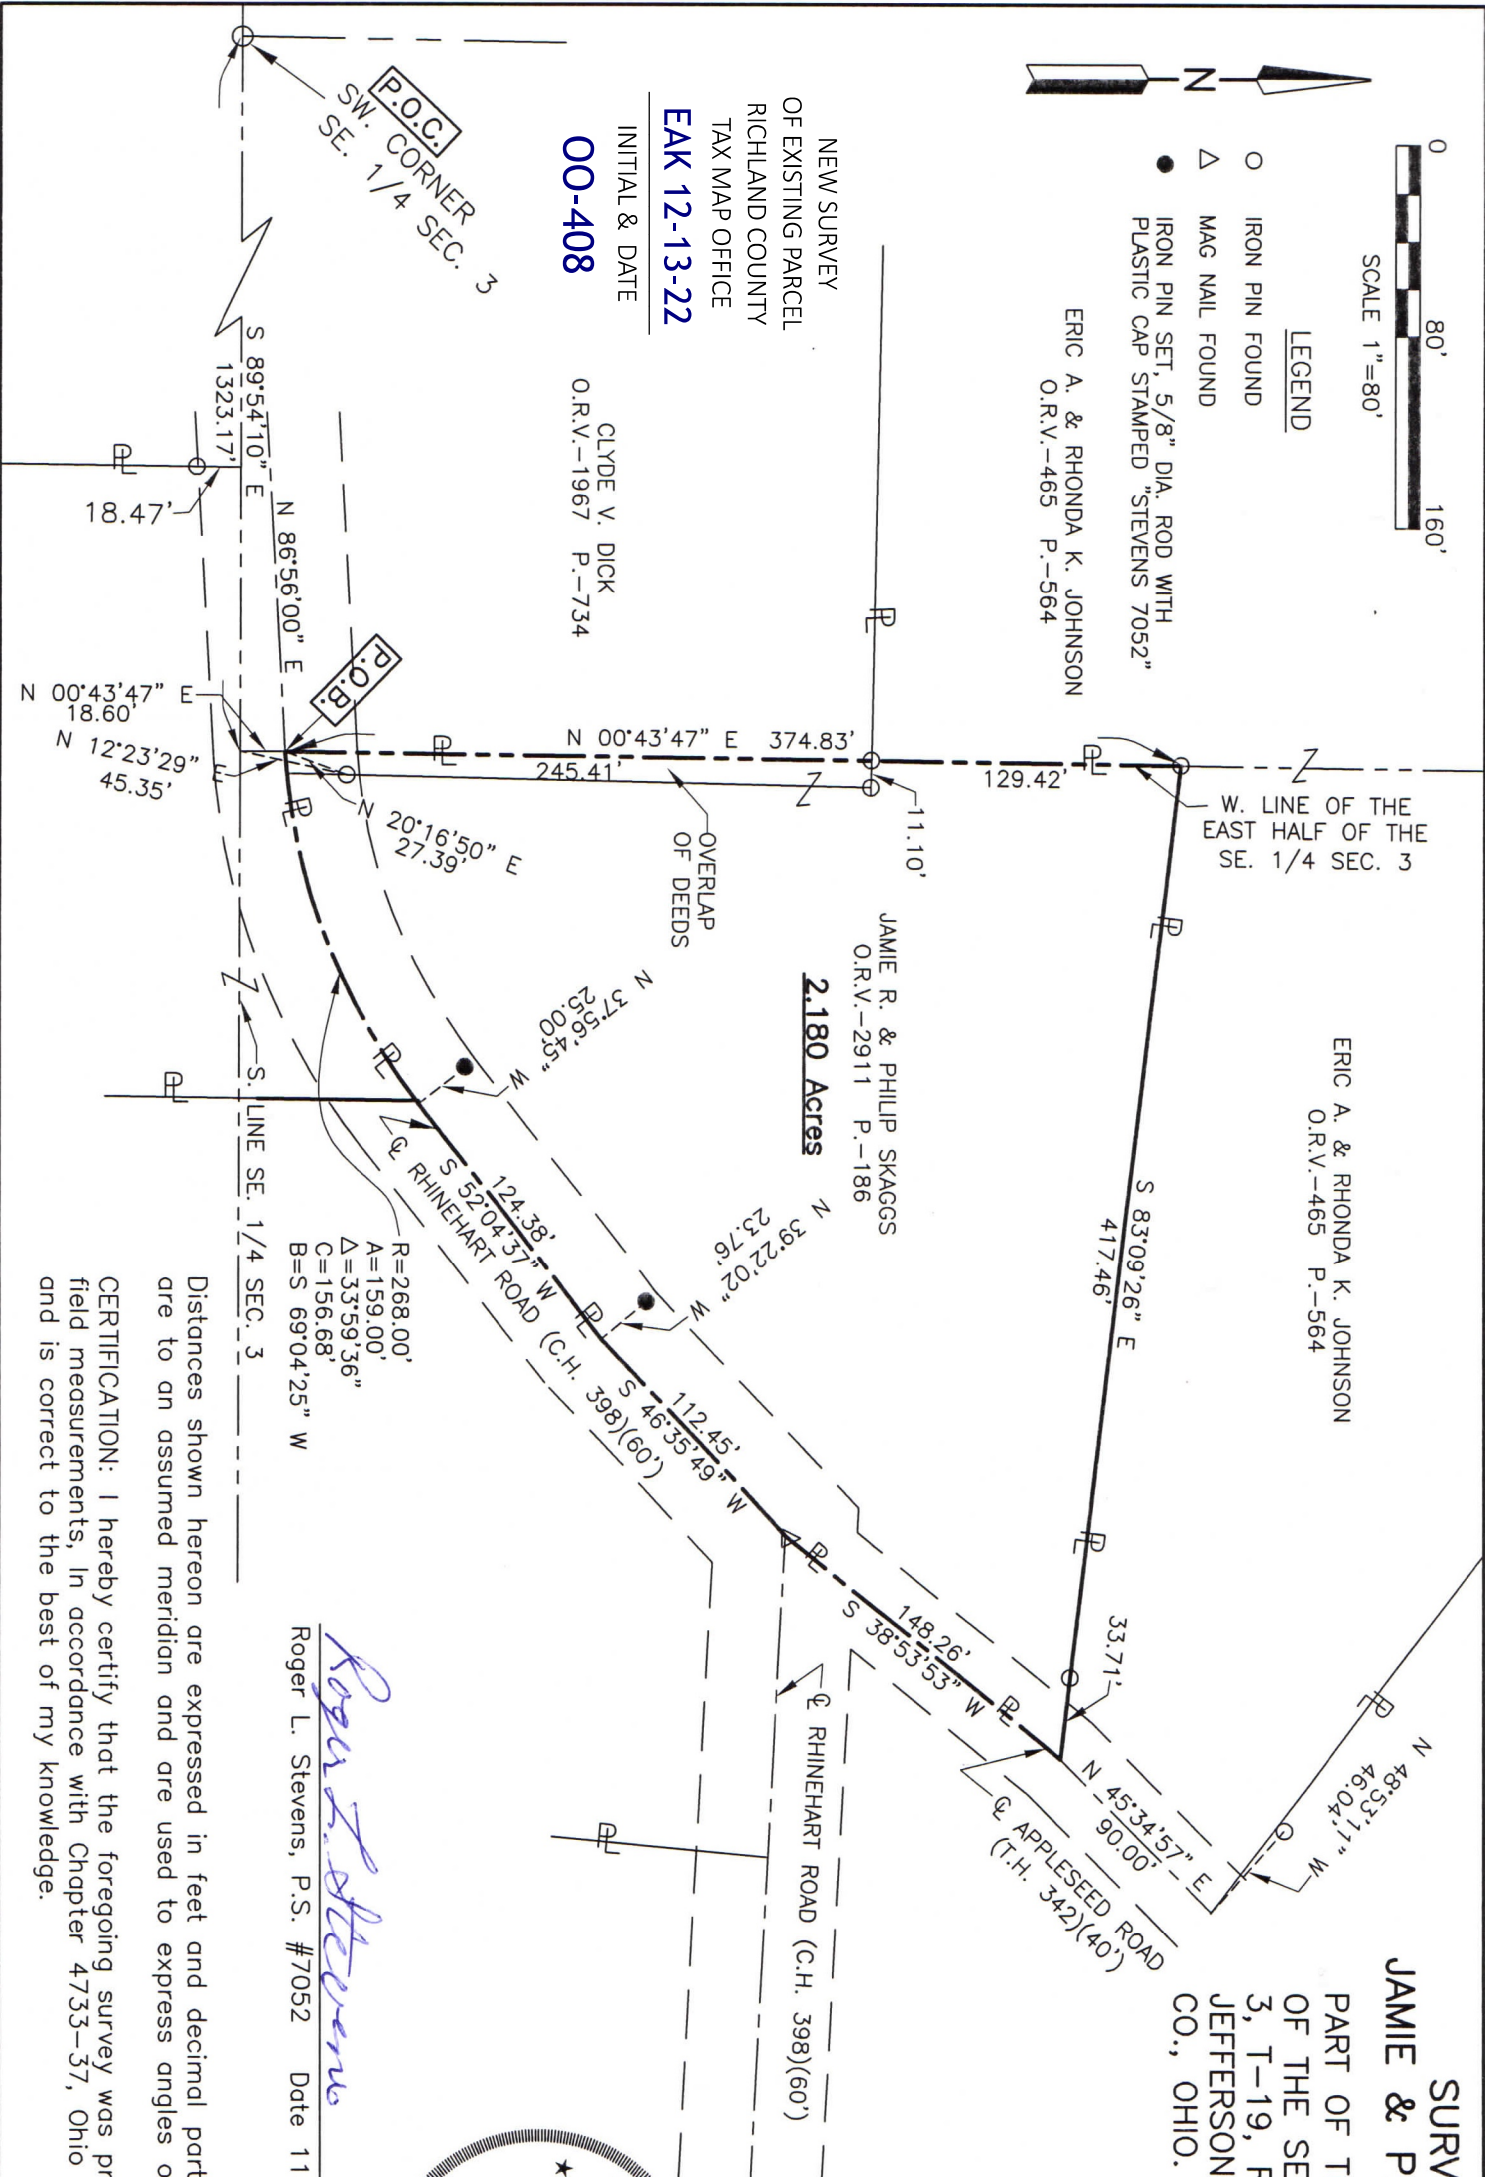 SURV
JAMIE & P
PART OF T
OF THE SE
3, T-19, R
JEFFERSON
CO., OHIO.
0 80' 160'
SCALE 1"=80'
LEGEND
IRON PIN FOUND
MAG NAIL FOUND
IRON PIN SET, 5/8" DIA. ROD WITH
PLASTIC CAP STAMPED "STEVENS 7052"
N
ERIC A. & RHONDA K. JOHNSON
O.R.V.-465 P.-564
NEW SURVEY
OF EXISTING PARCEL
RICHLAND COUNTY
TAX MAP OFFICE
EAK 12-13-22
INITIAL & DATE
OO-408
P.O.C.
SW. CORNER
SE. 1/4 SEC. 3
CLYDE V. DICK
O.R.V.-1967 P.-734
S 89°54'10" E
1323.17'
18.47'
N 86°56'00" E
P.O.B.
N 00°43'47" E
18.60'
N 12°23'29" E
45.35'
N 20°16'50" E
27.39'
N 00°43'47" E 374.83'
245.41'
129.42'
11.10'
OVERLAP
OF DEEDS
W. LINE OF THE
EAST HALF OF THE
SE. 1/4 SEC. 3
ERIC A. & RHONDA K. JOHNSON
O.R.V.-465 P.-564
S 83°09'26" E
417.46'
33.71'
JAMIE R. & PHILIP SKAGGS
O.R.V.-2911 P.-186
2.180 Acres
N 37°56'45" W
25.00'
N 39°22'02" W
23.76'
124.38'
S 52°04'37" W
℄ RHINEHART ROAD (C.H. 398)(60')
112.45'
S 46°35'49" W
148.26'
S 38°53'53" W
N 45°34'57" E
90.00'
N 48°53'17" W
46.04'
℄ APPLESEED ROAD
(T.H. 342)(40')
℄ RHINEHART ROAD (C.H. 398)(60')
R=268.00'
A=159.00'
Δ=33°59'36"
C=156.68'
B=S 69°04'25" W
S. LINE SE. 1/4 SEC. 3
Roger L. Stevens
Roger L. Stevens, P.S. #7052 Date 11
Distances shown hereon are expressed in feet and decimal part
are to an assumed meridian and are used to express angles o
CERTIFICATION: I hereby certify that the foregoing survey was pr
field measurements, In accordance with Chapter 4733-37, Ohio
and is correct to the best of my knowledge.